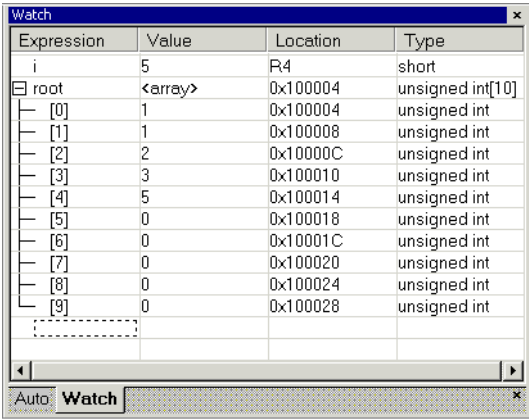 Watch
Expression Value Location Type
i 5 R4 short
root <array> 0x100004 unsigned int[10]
[0] 1 0x100004 unsigned int
[1] 1 0x100008 unsigned int
[2] 2 0x10000C unsigned int
[3] 3 0x100010 unsigned int
[4] 5 0x100014 unsigned int
[5] 0 0x100018 unsigned int
[6] 0 0x10001C unsigned int
[7] 0 0x100020 unsigned int
[8] 0 0x100024 unsigned int
[9] 0 0x100028 unsigned int
Auto Watch